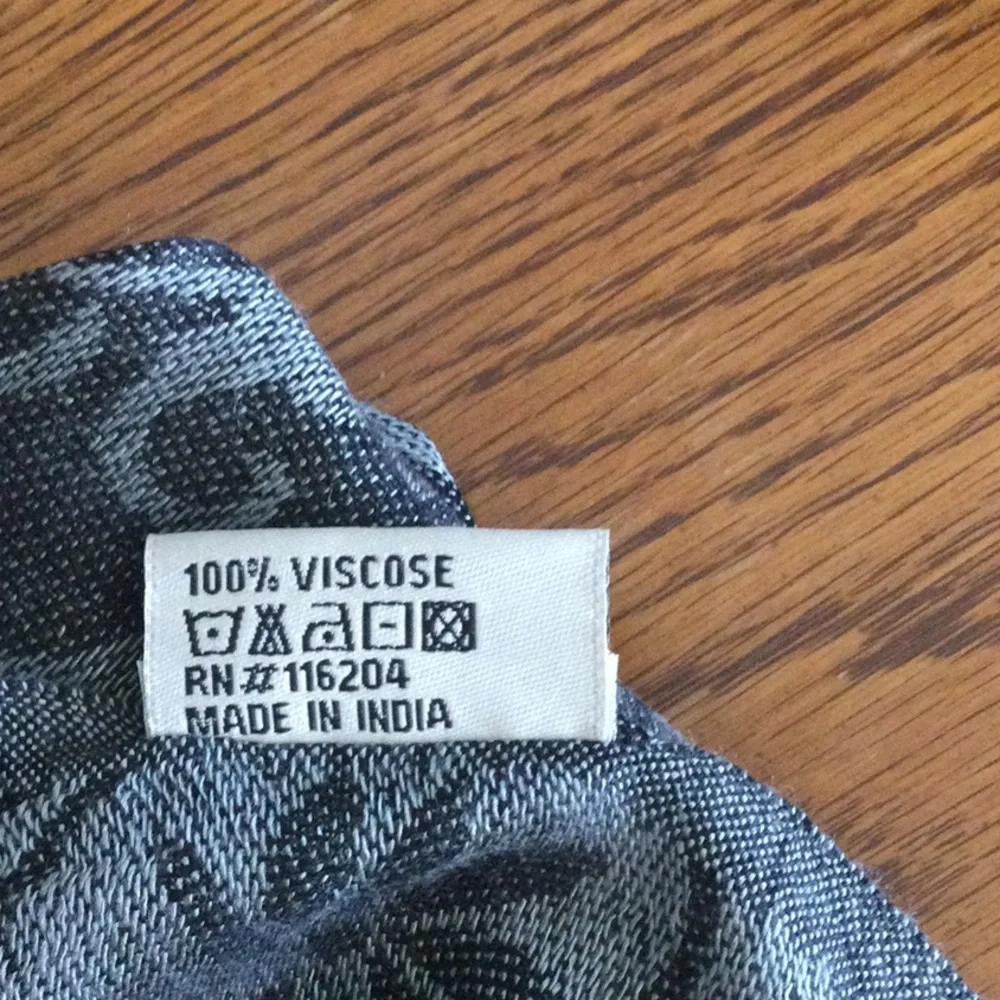 100% VISCOSE
RN #116204
MADE IN INDIA